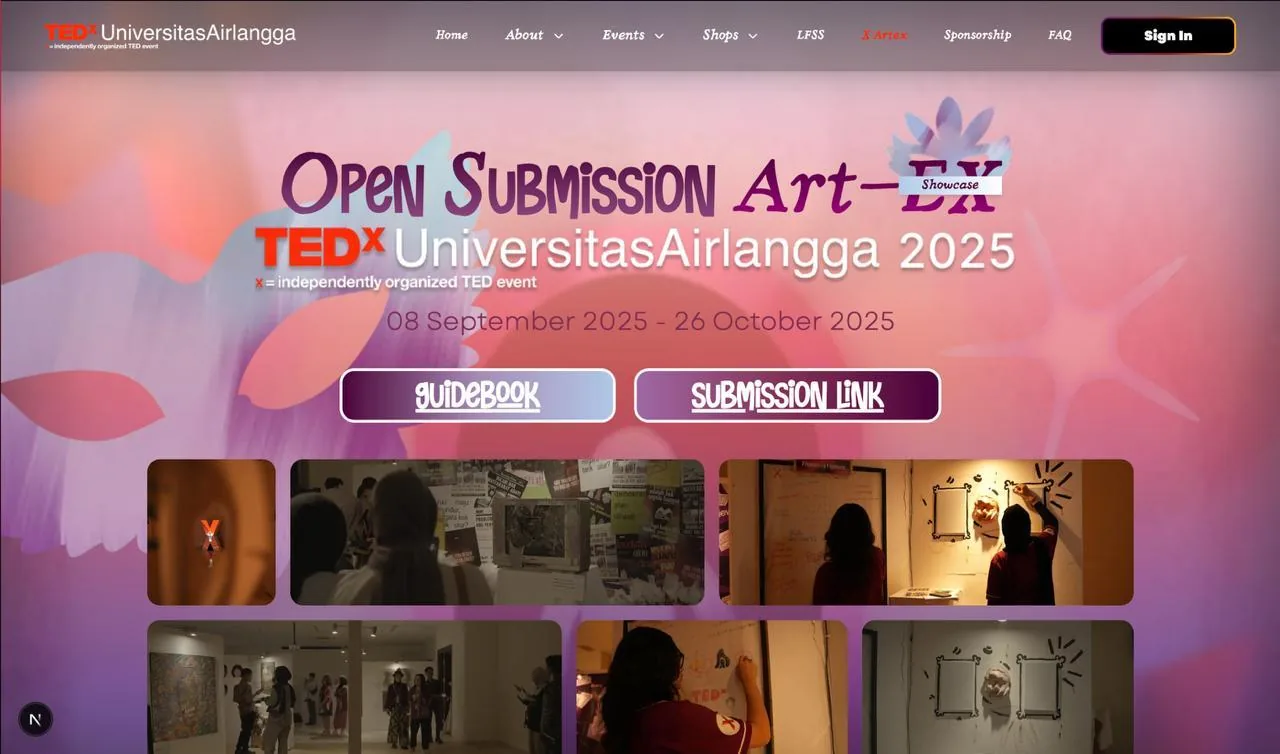 TEDx UniversitasAirlangga
= independently organized TED event
Home
About
Events
Shops
LFSS
X Artex
Sponsorship
FAQ
Sign In
Open Submission Art-EX
Showcase
TEDx UniversitasAirlangga 2025
x = independently organized TED event
08 September 2025 - 26 October 2025
guidebook
submission link
X
TED
N